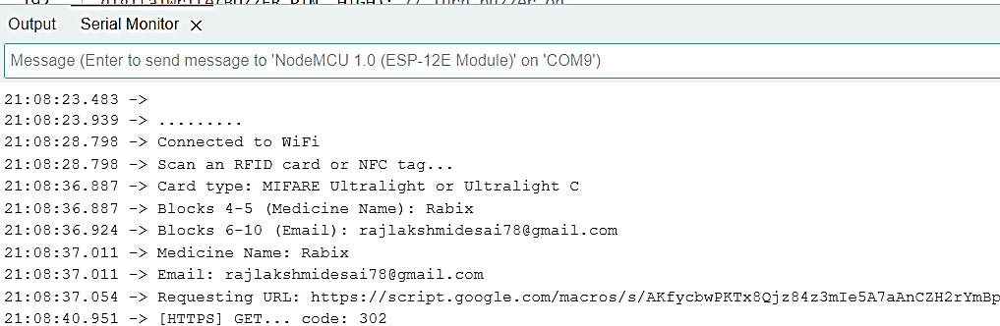 Output Serial Monitor
Message (Enter to send message to 'NodeMCU 1.0 (ESP-12E Module)' on 'COM9')
21:08:23.483 ->
21:08:23.939 -> .........
21:08:28.798 -> Connected to WiFi
21:08:28.798 -> Scan an RFID card or NFC tag...
21:08:36.887 -> Card type: MIFARE Ultralight or Ultralight C
21:08:36.887 -> Blocks 4-5 (Medicine Name): Rabix
21:08:36.924 -> Blocks 6-10 (Email): rajlakshmidesai78@gmail.com
21:08:37.011 -> Medicine Name: Rabix
21:08:37.011 -> Email: rajlakshmidesai78@gmail.com
21:08:37.054 -> Requesting URL: https://script.google.com/macros/s/AKfycbwPKTx8Qjz84z3mIe5A7aAnCZH2rYmBp
21:08:40.951 -> [HTTPS] GET... code: 302